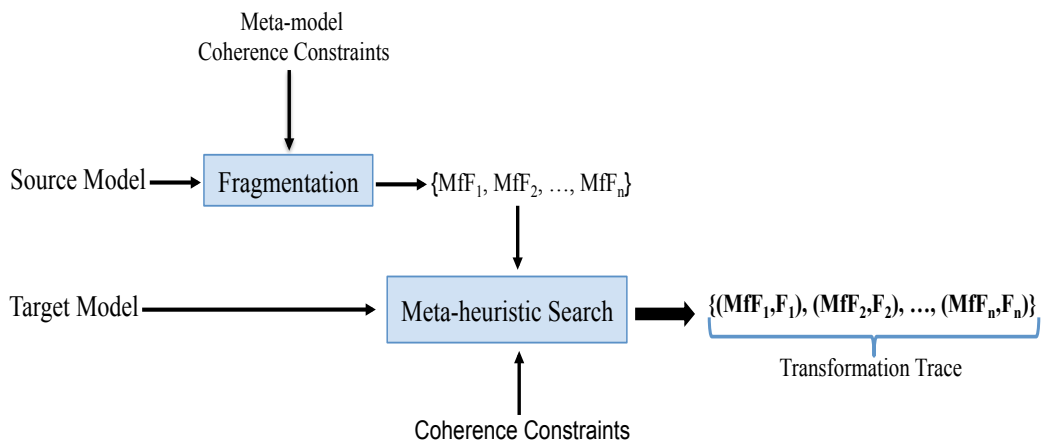 Meta-model
Coherence Constraints
Source Model
Fragmentation
{MfF₁, MfF₂, …, MfFₙ}
Target Model
Meta-heuristic Search
{(MfF₁,F₁), (MfF₂,F₂), …, (MfFₙ,Fₙ)}
Transformation Trace
Coherence Constraints